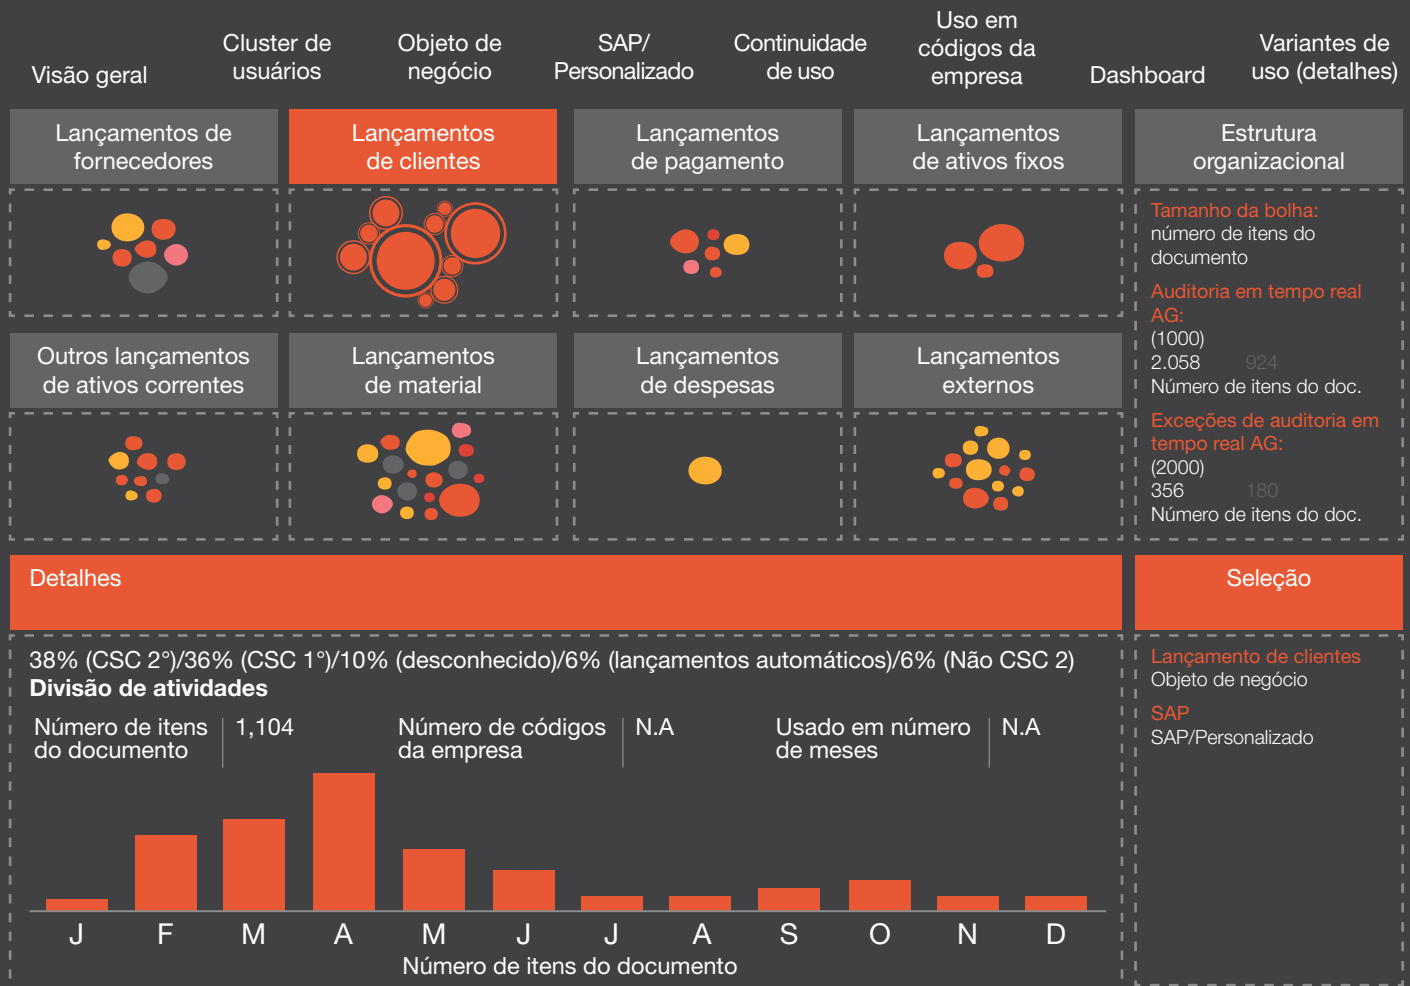 Visão geral
Cluster de
usuários
Objeto de
negócio
SAP/
Personalizado
Continuidade
de uso
Uso em
códigos da
empresa
Dashboard
Variantes de
uso (detalhes)
Lançamentos de
fornecedores
Lançamentos
de clientes
Lançamentos
de pagamento
Lançamentos
de ativos fixos
Estrutura
organizacional
Tamanho da bolha:
número de itens do
documento
Auditoria em tempo real
AG:
(1000)
2.058 924
Número de itens do doc.
Exceções de auditoria em
tempo real AG:
(2000)
356 180
Número de itens do doc.
Outros lançamentos
de ativos correntes
Lançamentos
de material
Lançamentos
de despesas
Lançamentos
externos
Detalhes
38% (CSC 2°)/36% (CSC 1°)/10% (desconhecido)/6% (lançamentos automáticos)/6% (Não CSC 2)
Divisão de atividades
Número de itens
do documento
1,104
Número de códigos
da empresa
N.A
Usado em número
de meses
N.A
J F M A M J J A S O N D
Número de itens do documento
Seleção
Lançamento de clientes
Objeto de negócio
SAP
SAP/Personalizado